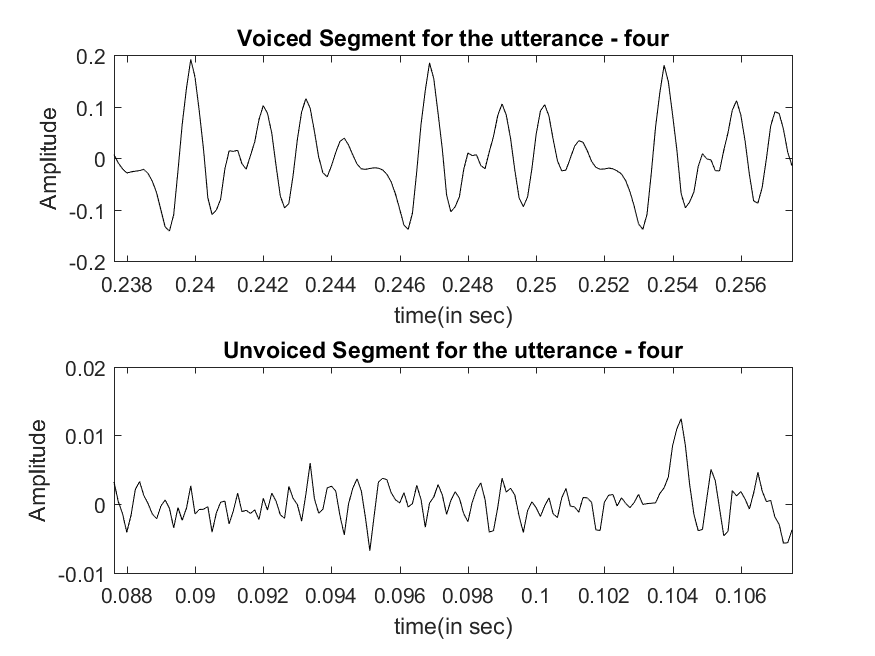 Voiced Segment for the utterance - four
0.2
0.1
0
-0.1
-0.2
Amplitude
0.238 0.24 0.242 0.244 0.246 0.248 0.25 0.252 0.254 0.256
time(in sec)
Unvoiced Segment for the utterance - four
0.02
0.01
0
-0.01
Amplitude
0.088 0.09 0.092 0.094 0.096 0.098 0.1 0.102 0.104 0.106
time(in sec)